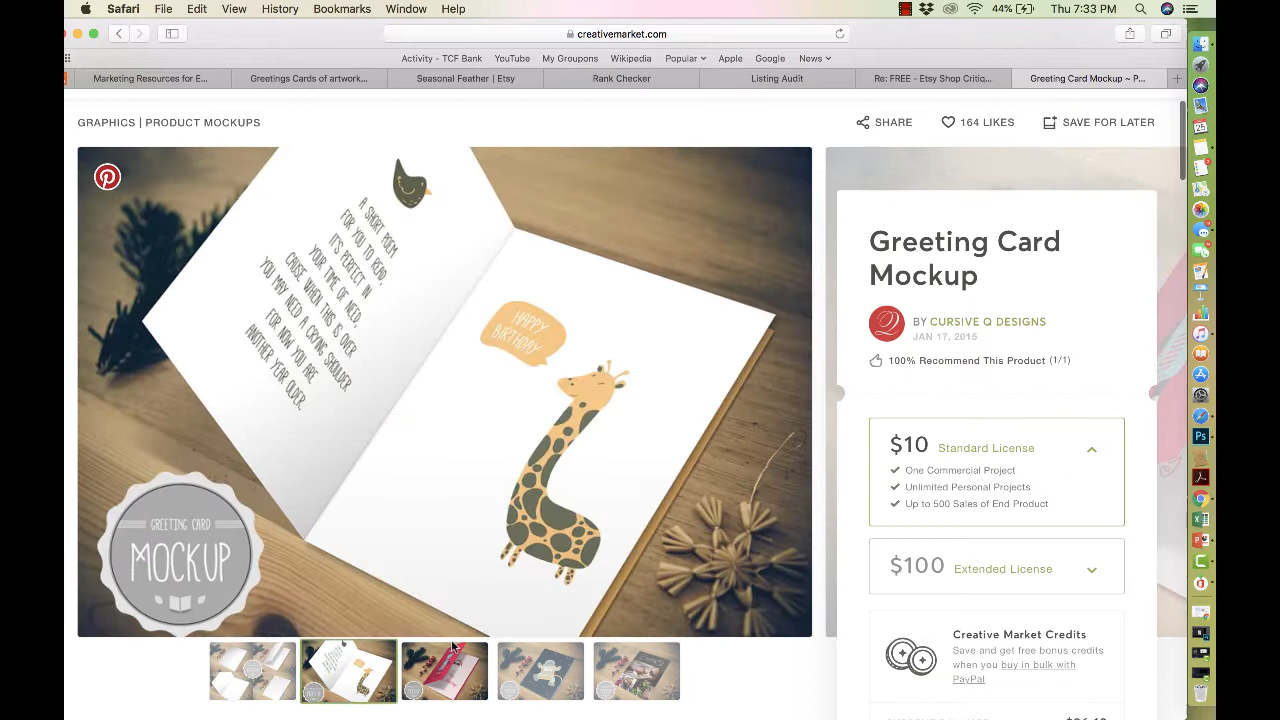 Safari File Edit View History Bookmarks Window Help 44% Thu 7:33 PM
creativemarket.com
Activity - TCF Bank YouTube My Groupons Wikipedia Popular Apple Google News
Marketing Resources for E... Greetings Cards of artwork... Seasonal Feather | Etsy Rank Checker Listing Audit Re: FREE - Etsy Shop Critiq... Greeting Card Mockup ~ P...
GRAPHICS | PRODUCT MOCKUPS
SHARE 164 LIKES SAVE FOR LATER
A SHORT POEM
FOR YOU TO READ,
IT'S PERFECT IN
YOUR TIME OF NEED,
CAUSE WHEN THIS IS OVER
YOU MAY NEED A CRYING SHOULDER
FOR NOW YOU ARE
ANOTHER YEAR OLDER.
HAPPY
BIRTHDAY
GREETING CARD
MOCKUP
Greeting Card
Mockup
BY CURSIVE Q DESIGNS
JAN 17, 2015
100% Recommend This Product (1/1)
$10 Standard License
One Commercial Project
Unlimited Personal Projects
Up to 500 Sales of End Product
$100 Extended License
Creative Market Credits
Save and get free bonus credits
when you buy in bulk with
PayPal